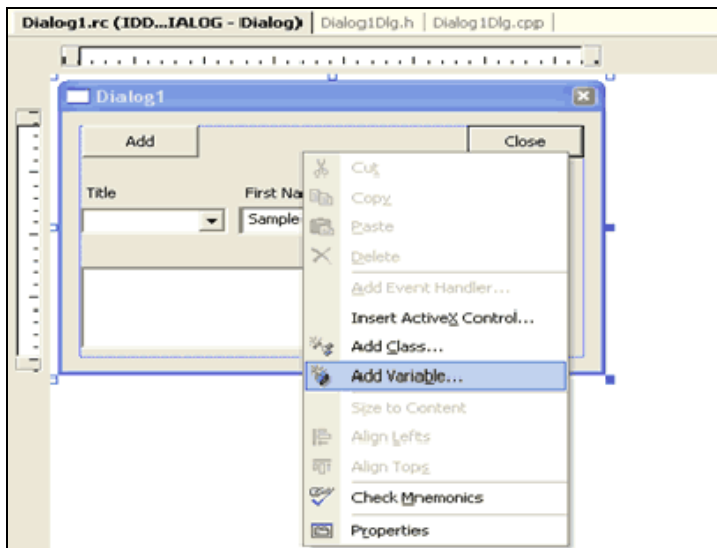 Dialog1.rc (IDD...IALOG - Dialog) Dialog1Dlg.h Dialog1Dlg.cpp
Dialog1
Add
Close
Title
First Na
Sample
Cut
Copy
Paste
Delete
Add Event Handler...
Insert ActiveX Control...
Add Class...
Add Variable...
Size to Content
Align Lefts
Align Tops
Check Mnemonics
Properties